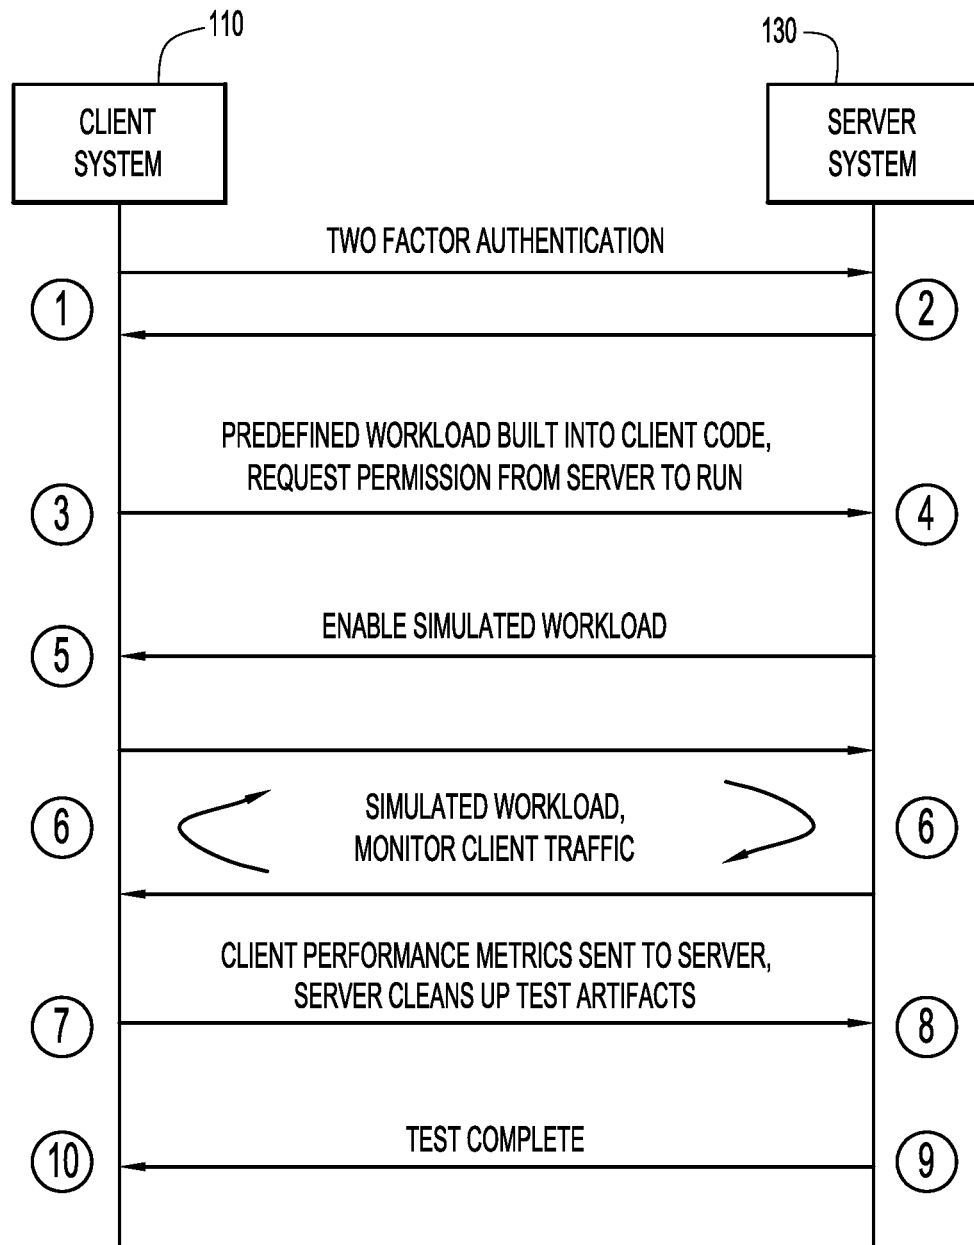 110
130
CLIENT
SYSTEM
SERVER
SYSTEM
TWO FACTOR AUTHENTICATION
1
2
PREDEFINED WORKLOAD BUILT INTO CLIENT CODE,
REQUEST PERMISSION FROM SERVER TO RUN
3
4
ENABLE SIMULATED WORKLOAD
5
6
SIMULATED WORKLOAD,
MONITOR CLIENT TRAFFIC
6
CLIENT PERFORMANCE METRICS SENT TO SERVER,
SERVER CLEANS UP TEST ARTIFACTS
7
8
TEST COMPLETE
10
9